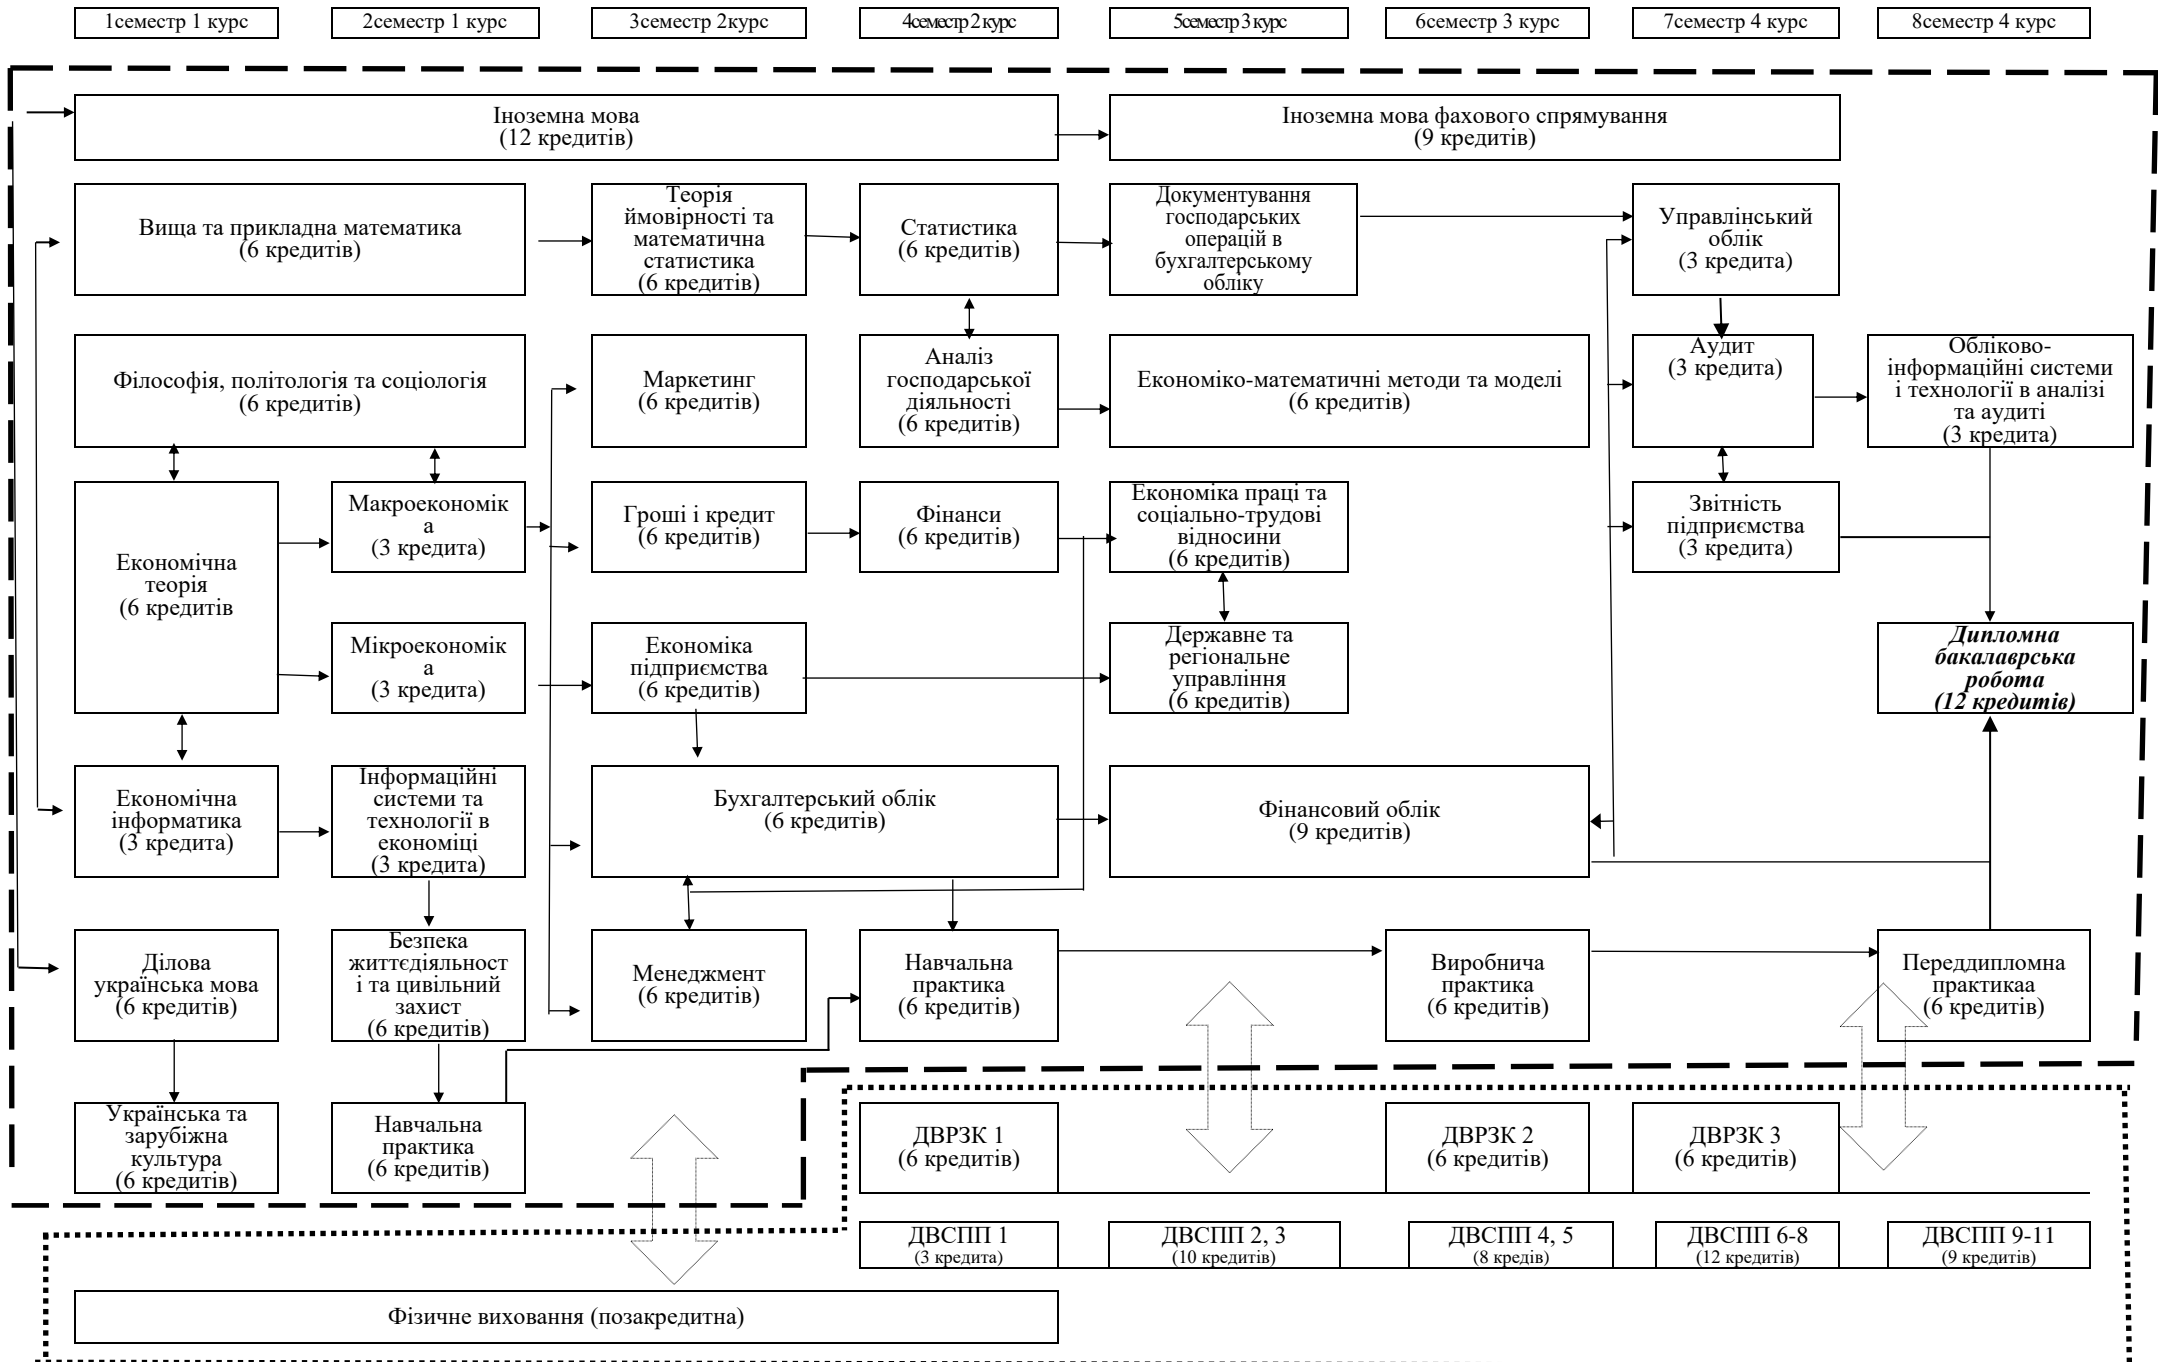 1семестр 1 курс
2семестр 1 курс
3семестр 2курс
4семестр 2 курс
5семестр 3 курс
6семестр 3 курс
7семестр 4 курс
8семестр 4 курс
Іноземна мова
(12 кредитів)
Іноземна мова фахового спрямування
(9 кредитів)
Вища та прикладна математика
(6 кредитів)
Теорія
ймовірності та
математична
статистика
(6 кредитів)
Статистика
(6 кредитів)
Документування
господарських
операцій в
бухгалтерському
обліку
Управлінський
облік
(3 кредита)
Філософія, політологія та соціологія
(6 кредитів)
Маркетинг
(6 кредитів)
Аналіз
господарської
діяльності
(6 кредитів)
Економіко-математичні методи та моделі
(6 кредитів)
Аудит
(3 кредита)
Обліково-
інформаційні системи
і технології в аналізі
та аудиті
(3 кредита)
Економічна
теорія
(6 кредитів
Макроекономік
а
(3 кредита)
Гроші і кредит
(6 кредитів)
Фінанси
(6 кредитів)
Економіка праці та
соціально-трудові
відносини
(6 кредитів)
Звітність
підприємства
(3 кредита)
Мікроекономік
а
(3 кредита)
Економіка
підприємства
(6 кредитів)
Державне та
регіональне
управління
(6 кредитів)
Дипломна
бакалаврська
робота
(12 кредитів)
Економічна
інформатика
(3 кредита)
Інформаційні
системи та
технології в
економіці
(3 кредита)
Бухгалтерський облік
(6 кредитів)
Фінансовий облік
(9 кредитів)
Ділова
українська мова
(6 кредитів)
Безпека
життєдіяльност
і та цивільний
захист
(6 кредитів)
Менеджмент
(6 кредитів)
Навчальна
практика
(6 кредитів)
Виробнича
практика
(6 кредитів)
Переддипломна
практикаа
(6 кредитів)
Українська та
зарубіжна
культура
(6 кредитів)
Навчальна
практика
(6 кредитів)
ДВРЗК 1
(6 кредитів)
ДВРЗК 2
(6 кредитів)
ДВРЗК 3
(6 кредитів)
ДВСПП 1
(3 кредита)
ДВСПП 2, 3
(10 кредитів)
ДВСПП 4, 5
(8 кредів)
ДВСПП 6-8
(12 кредитів)
ДВСПП 9-11
(9 кредитів)
Фізичне виховання (позакредитна)